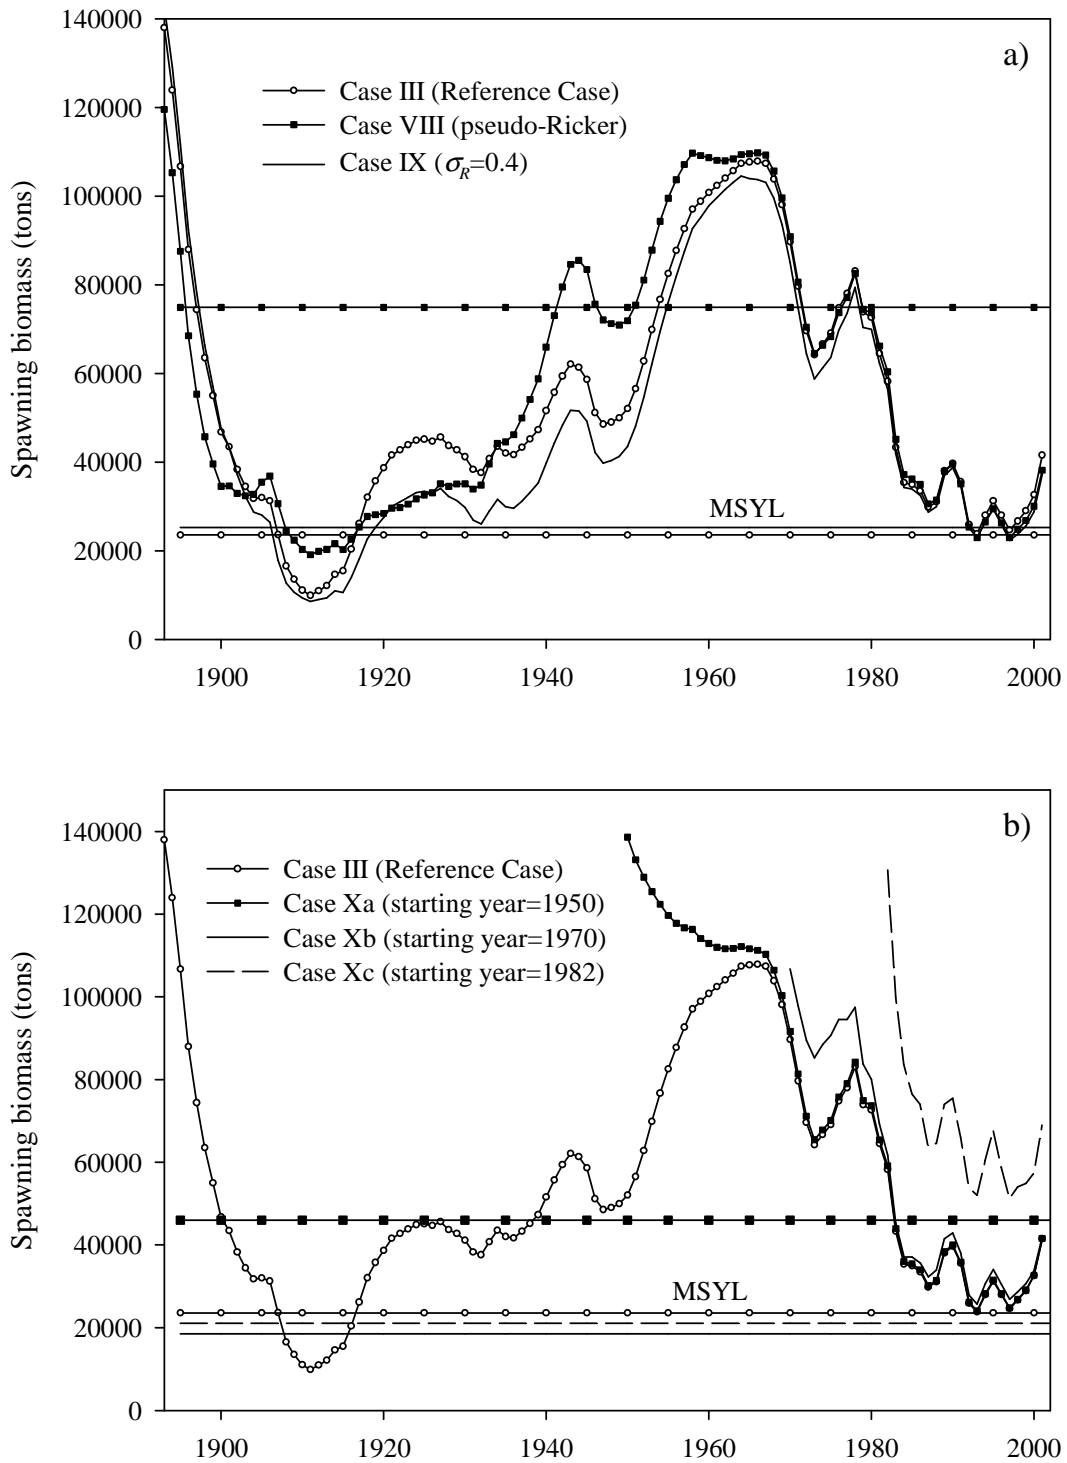 a)
140000
120000
100000
80000
60000
40000
20000
0
Spawning biomass (tons)
Case III (Reference Case)
Case VIII (pseudo-Ricker)
Case IX (σR=0.4)
MSYL
1900 1920 1940 1960 1980 2000
b)
140000
120000
100000
80000
60000
40000
20000
0
Spawning biomass (tons)
Case III (Reference Case)
Case Xa (starting year=1950)
Case Xb (starting year=1970)
Case Xc (starting year=1982)
MSYL
1900 1920 1940 1960 1980 2000